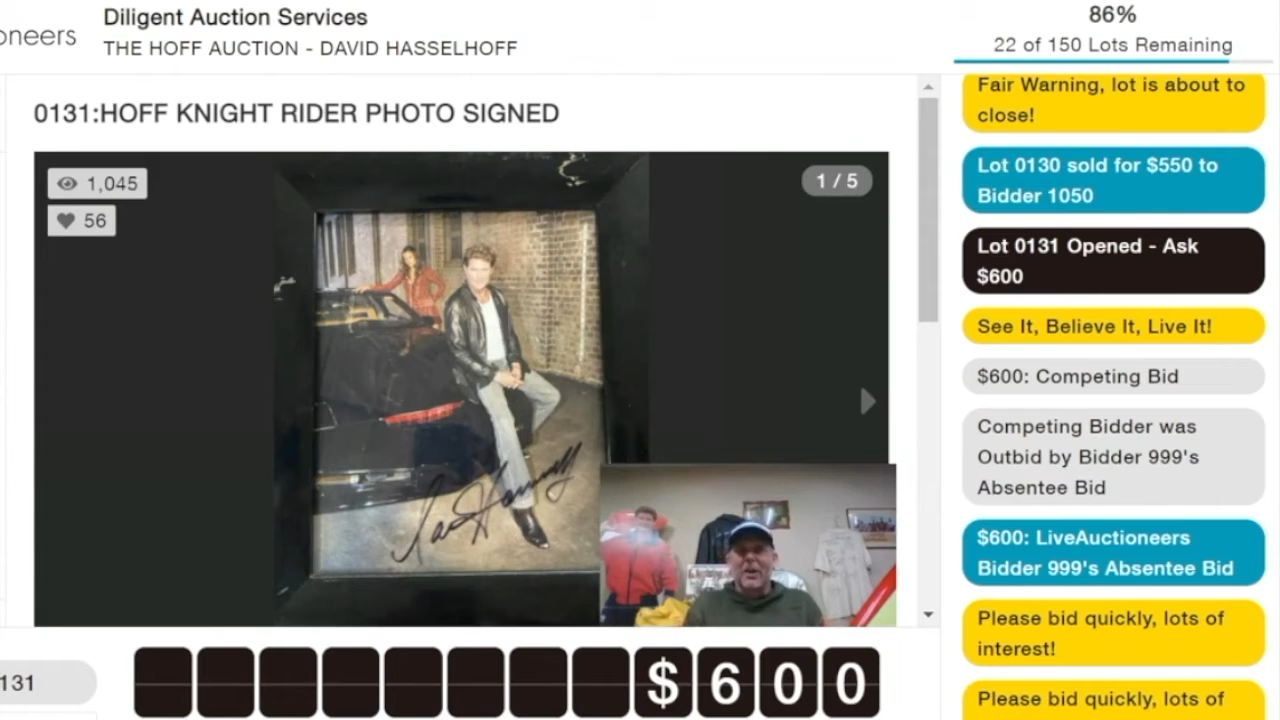 oneers
Diligent Auction Services
THE HOFF AUCTION - DAVID HASSELHOFF
86%
22 of 150 Lots Remaining
0131:HOFF KNIGHT RIDER PHOTO SIGNED
1,045
56
1 / 5
Fair Warning, lot is about to
close!
Lot 0130 sold for $550 to
Bidder 1050
Lot 0131 Opened - Ask
$600
See It, Believe It, Live It!
$600: Competing Bid
Competing Bidder was
Outbid by Bidder 999's
Absentee Bid
$600: LiveAuctioneers
Bidder 999's Absentee Bid
Please bid quickly, lots of
interest!
Please bid quickly, lots of
131
$600